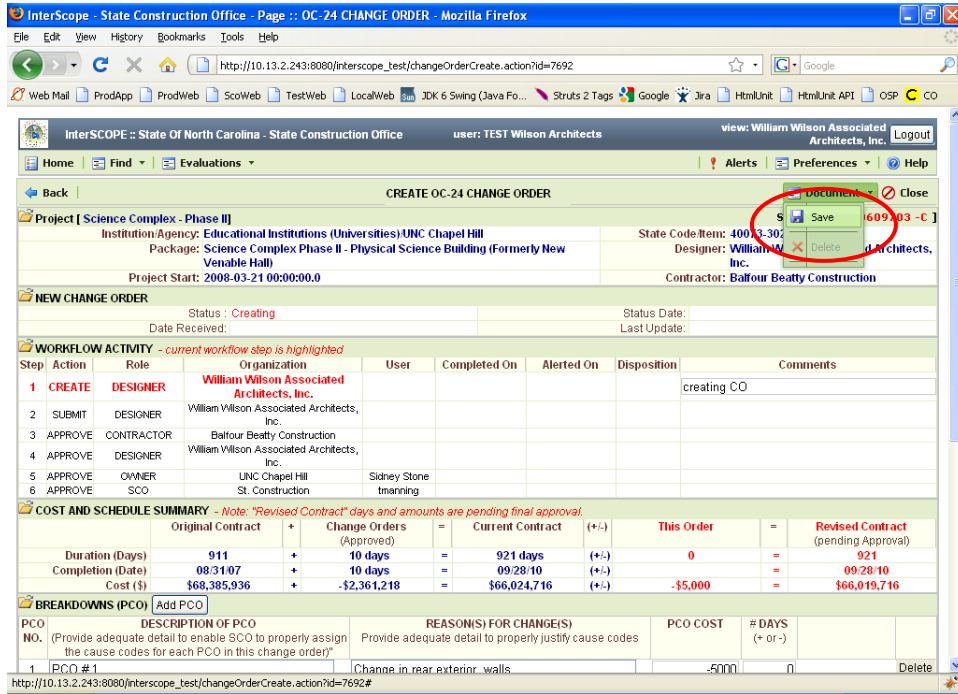 InterScope - State Construction Office - Page :: OC-24 CHANGE ORDER - Mozilla Firefox
File Edit View History Bookmarks Tools Help
http://10.13.2.243:8080/interscope_test/changeOrderCreate.action?id=7692 G Google
Web Mail ProdApp ProdWeb ScoWeb TestWeb LocalWeb Sun JDK 6 Swing (Java Fo... Struts 2 Tags Google Jira HtmlUnit HtmlUnit API OSP C CO
InterSCOPE :: State Of North Carolina - State Construction Office user: TEST Wilson Architects view: William Wilson Associated Architects, Inc. Logout
Home Find Evaluations Alerts Preferences Help
Back CREATE OC-24 CHANGE ORDER Document Close
Project [ Science Complex - Phase II] S 0609703 -C ]
Save
Institution/Agency: Educational Institutions (Universities)/UNC Chapel Hill State Code/Item: 40073-302
Package: Science Complex Phase II - Physical Science Building (Formerly New Venable Hall) Designer: William W d Architects, Inc.
Delete
Project Start: 2008-03-21 00:00:00.0 Contractor: Balfour Beatty Construction
NEW CHANGE ORDER
Status : Creating Status Date:
Date Received: Last Update:
WORKFLOW ACTIVITY - current workflow step is highlighted
Step Action Role Organization User Completed On Alerted On Disposition Comments
1 CREATE DESIGNER William Wilson Associated Architects, Inc. creating CO
2 SUBMIT DESIGNER William Wilson Associated Architects, Inc.
3 APPROVE CONTRACTOR Balfour Beatty Construction
4 APPROVE DESIGNER William Wilson Associated Architects, Inc.
5 APPROVE OWNER UNC Chapel Hill Sidney Stone
6 APPROVE SCO St. Construction tmanning
COST AND SCHEDULE SUMMARY - Note: "Revised Contract" days and amounts are pending final approval.
Original Contract + Change Orders = Current Contract (+/-) This Order = Revised Contract
(Approved) (pending Approval)
Duration (Days) 911 + 10 days = 921 days (+/-) 0 = 921
Completion (Date) 08/31/07 + 10 days = 09/28/10 (+/-) = 09/28/10
Cost ($) $68,385,936 + -$2,361,218 = $66,024,716 (+/-) -$5,000 = $66,019,716
BREAKDOWNS (PCO) Add PCO
PCO DESCRIPTION OF PCO REASON(S) FOR CHANGE(S) PCO COST # DAYS
NO. (Provide adequate detail to enable SCO to properly assign Provide adequate detail to properly justify cause codes (+ or -)
the cause codes for each PCO in this change order)"
1 PCO #1 Change in rear exterior walls -5000 0 Delete
http://10.13.2.243:8080/interscope_test/changeOrderCreate.action?id=7692#